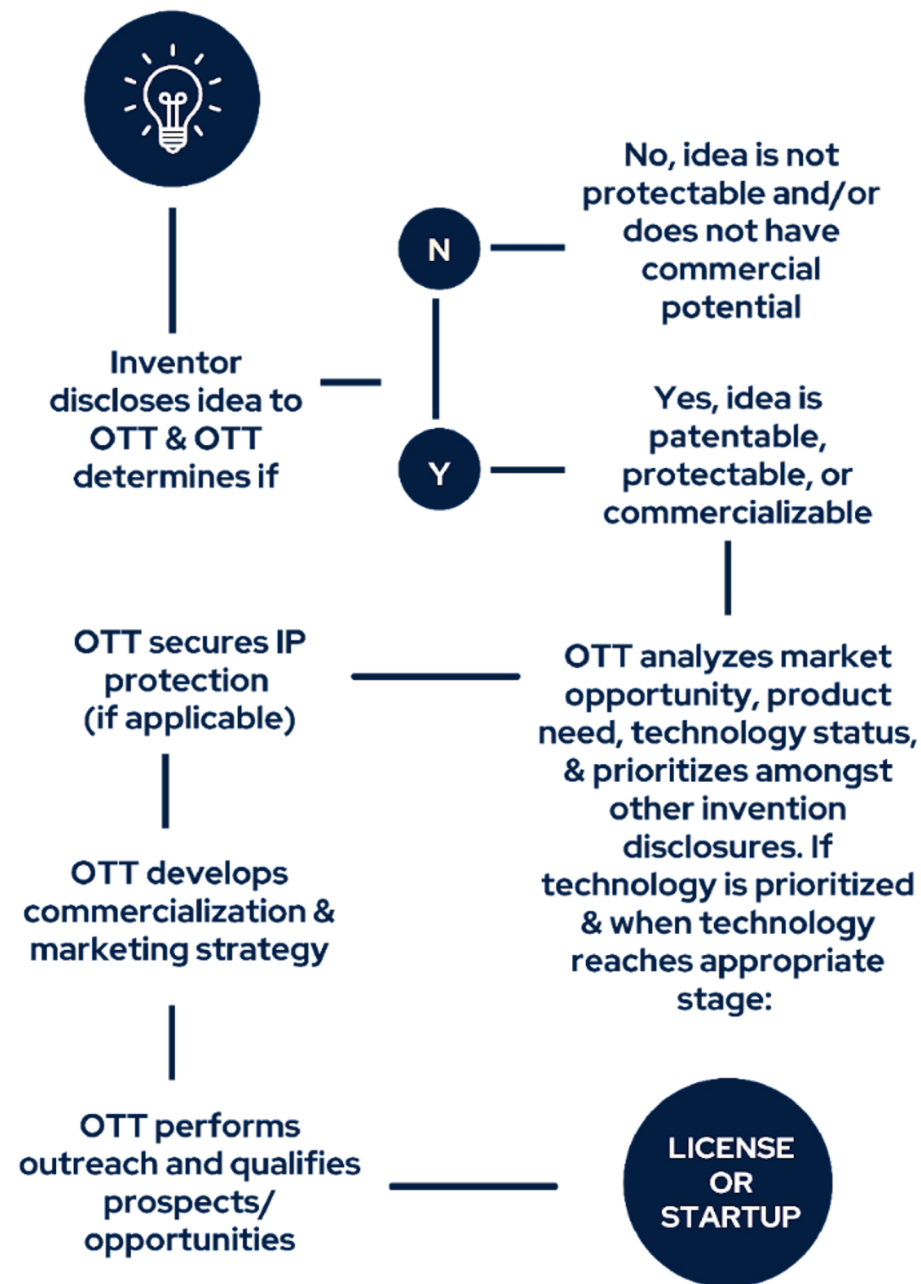 Inventor
discloses idea to
OTT & OTT
determines if
N
No, idea is not
protectable and/or
does not have
commercial
potential
Y
Yes, idea is
patentable,
protectable, or
commercializable
OTT analyzes market
opportunity, product
need, technology status,
& prioritizes amongst
other invention
disclosures. If
technology is prioritized
& when technology
reaches appropriate
stage:
OTT secures IP
protection
(if applicable)
OTT develops
commercialization &
marketing strategy
OTT performs
outreach and qualifies
prospects/
opportunities
LICENSE
OR
STARTUP